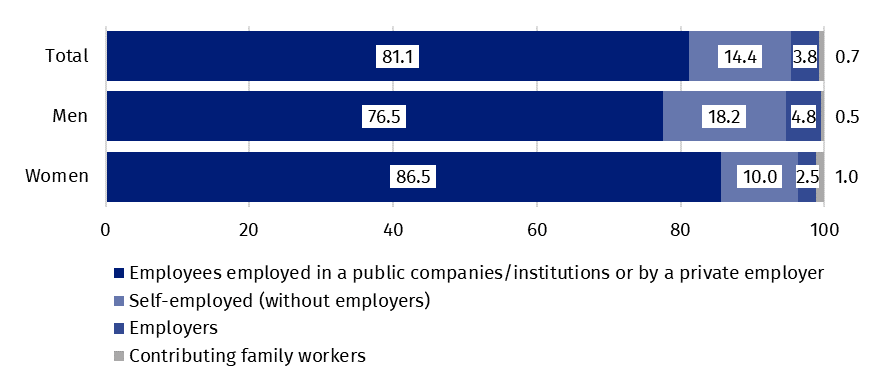 Total 81.1 14.4 3.8 0.7
Men 76.5 18.2 4.8 0.5
Women 86.5 10.0 2.5 1.0
0 20 40 60 80 100
Employees employed in a public companies/institutions or by a private employer
Self-employed (without employers)
Employers
Contributing family workers